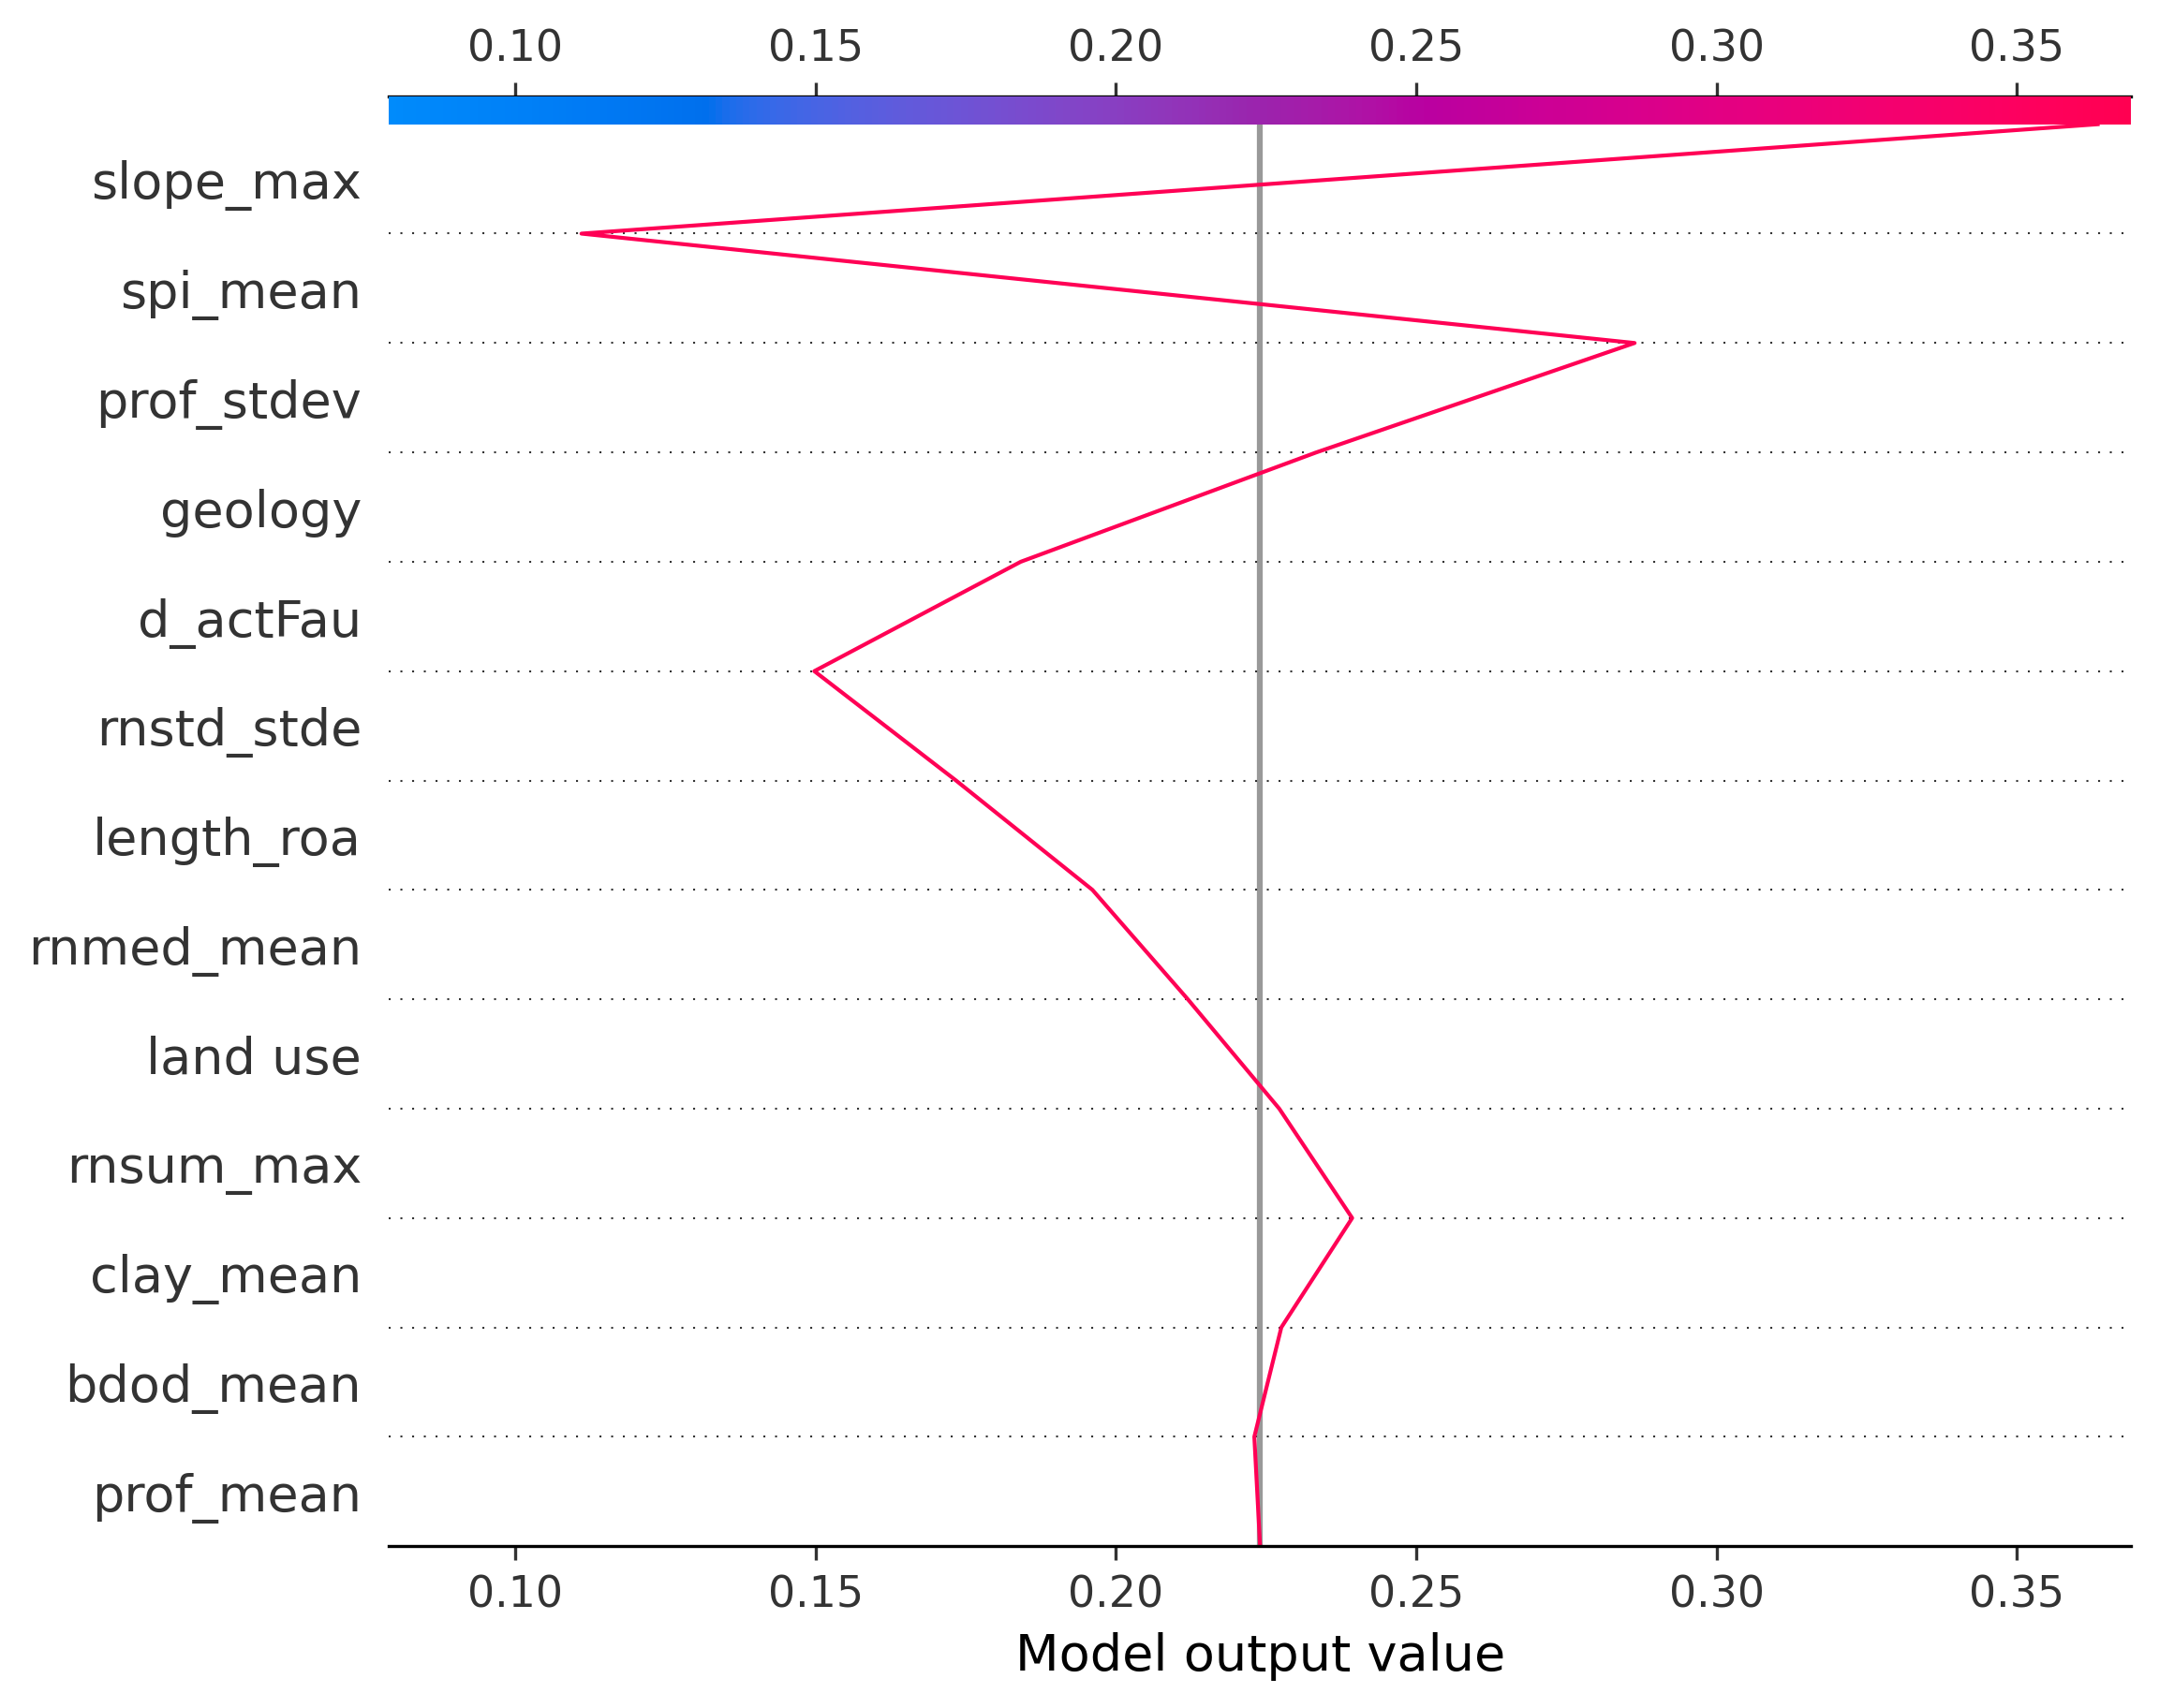 0.10 0.15 0.20 0.25 0.30 0.35
slope_max
spi_mean
prof_stdev
geology
d_actFau
rnstd_stde
length_roa
rnmed_mean
land use
rnsum_max
clay_mean
bdod_mean
prof_mean
0.10 0.15 0.20 0.25 0.30 0.35
Model output value